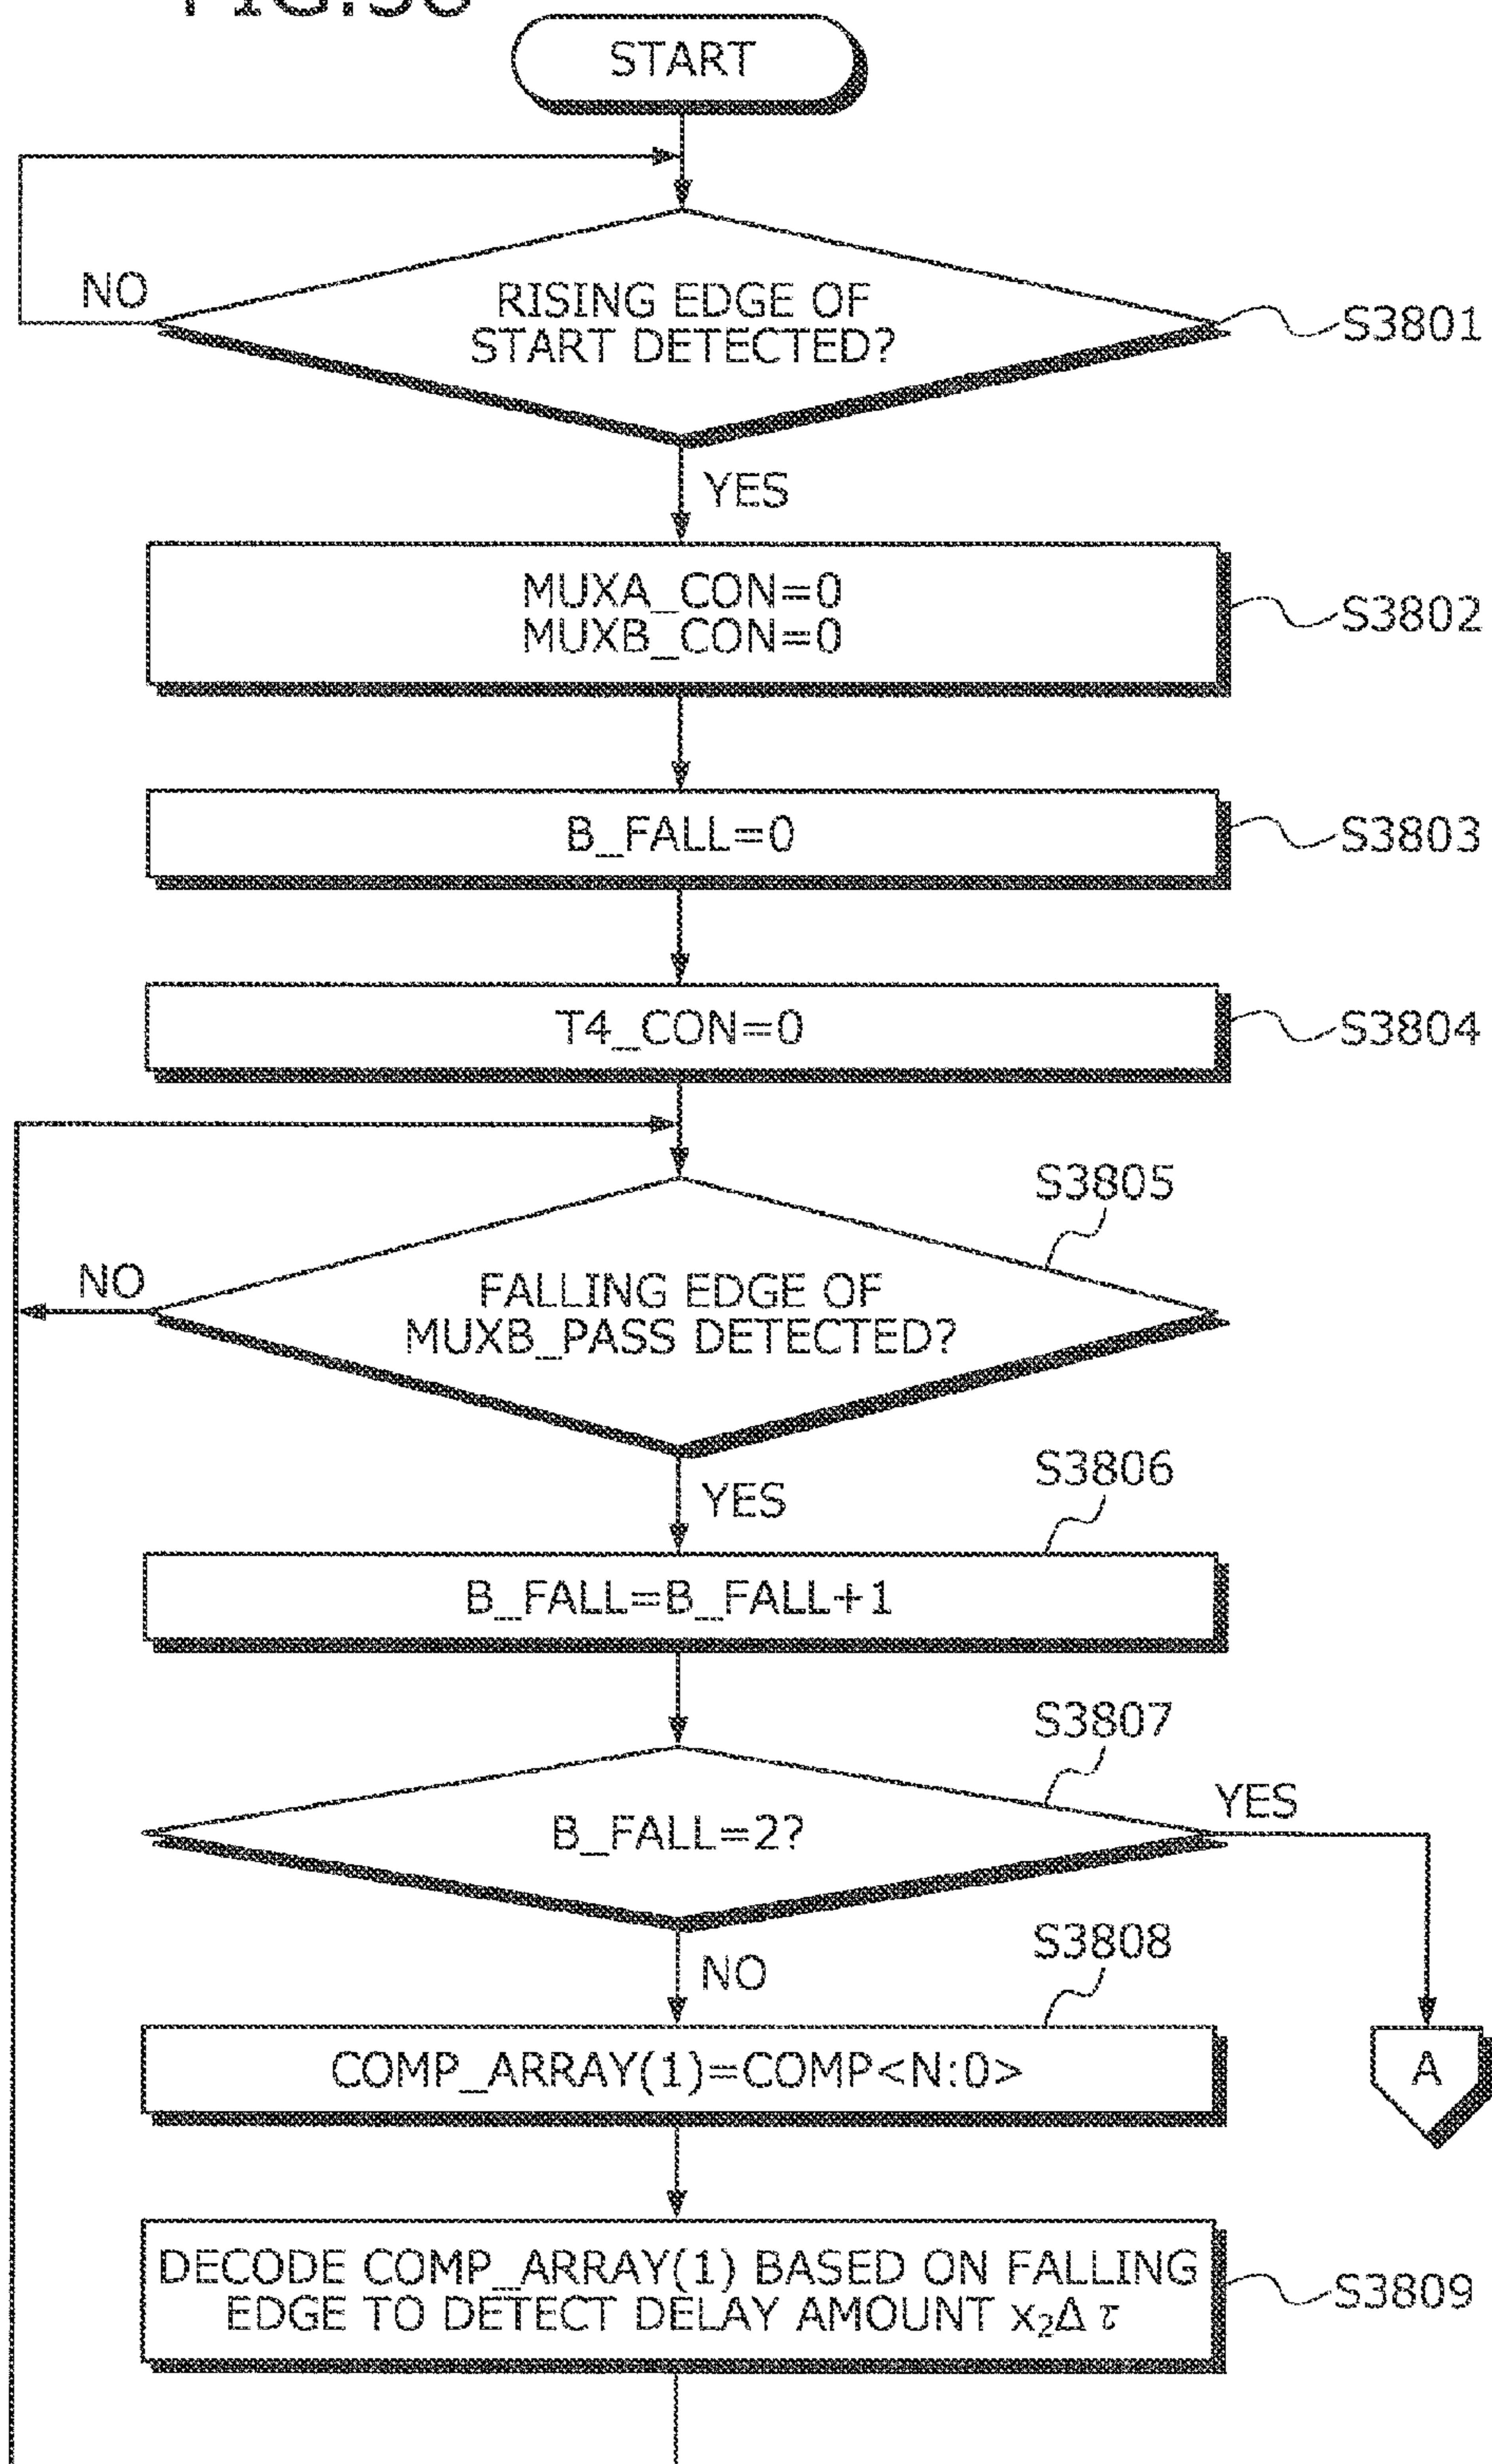 START
NO
RISING EDGE OF
START DETECTED?
S3801
YES
MUXA_CON=0
MUXB_CON=0
S3802
B_FALL=0
S3803
T4_CON=0
S3804
S3805
NO
FALLING EDGE OF
MUXB_PASS DETECTED?
YES
S3806
B_FALL=B_FALL+1
S3807
B_FALL=2?
YES
NO
S3808
COMP_ARRAY(1)=COMP<N:0>
A
DECODE COMP_ARRAY(1) BASED ON FALLING
EDGE TO DETECT DELAY AMOUNT x₂Δτ
S3809